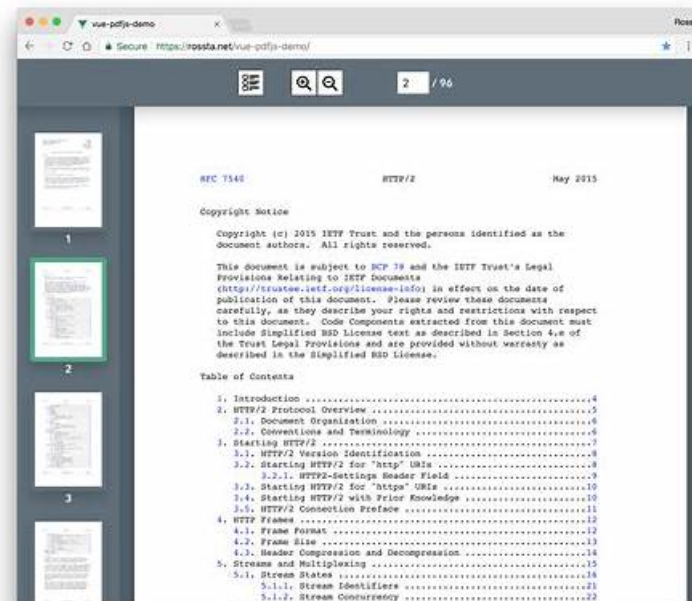 vue-pdfjs-demo
Ross
Secure https://rossta.net/vue-pdfjs-demo/
2 / 96
1
2
3
RFC 7540 HTTP/2 May 2015
Copyright Notice
Copyright (c) 2015 IETF Trust and the persons identified as the
document authors. All rights reserved.
This document is subject to BCP 78 and the IETF Trust's Legal
Provisions Relating to IETF Documents
(http://trustee.ietf.org/license-info) in effect on the date of
publication of this document. Please review these documents
carefully, as they describe your rights and restrictions with respect
to this document. Code Components extracted from this document must
include Simplified BSD License text as described in Section 4.e of
the Trust Legal Provisions and are provided without warranty as
described in the Simplified BSD License.
Table of Contents
1. Introduction ................................................4
2. HTTP/2 Protocol Overview ....................................5
2.1. Document Organization .....................................6
2.2. Conventions and Terminology ...............................6
3. Starting HTTP/2 .............................................7
3.1. HTTP/2 Version Identification .............................8
3.2. Starting HTTP/2 for "http" URIs ...........................8
3.2.1. HTTP2-Settings Header Field .............................9
3.3. Starting HTTP/2 for "https" URIs .........................10
3.4. Starting HTTP/2 with Prior Knowledge .....................10
3.5. HTTP/2 Connection Preface ................................11
4. HTTP Frames ................................................12
4.1. Frame Format .............................................12
4.2. Frame Size ...............................................13
4.3. Header Compression and Decompression .....................14
5. Streams and Multiplexing ...................................15
5.1. Stream States ............................................16
5.1.1. Stream Identifiers .....................................21
5.1.2. Stream Concurrency .....................................22